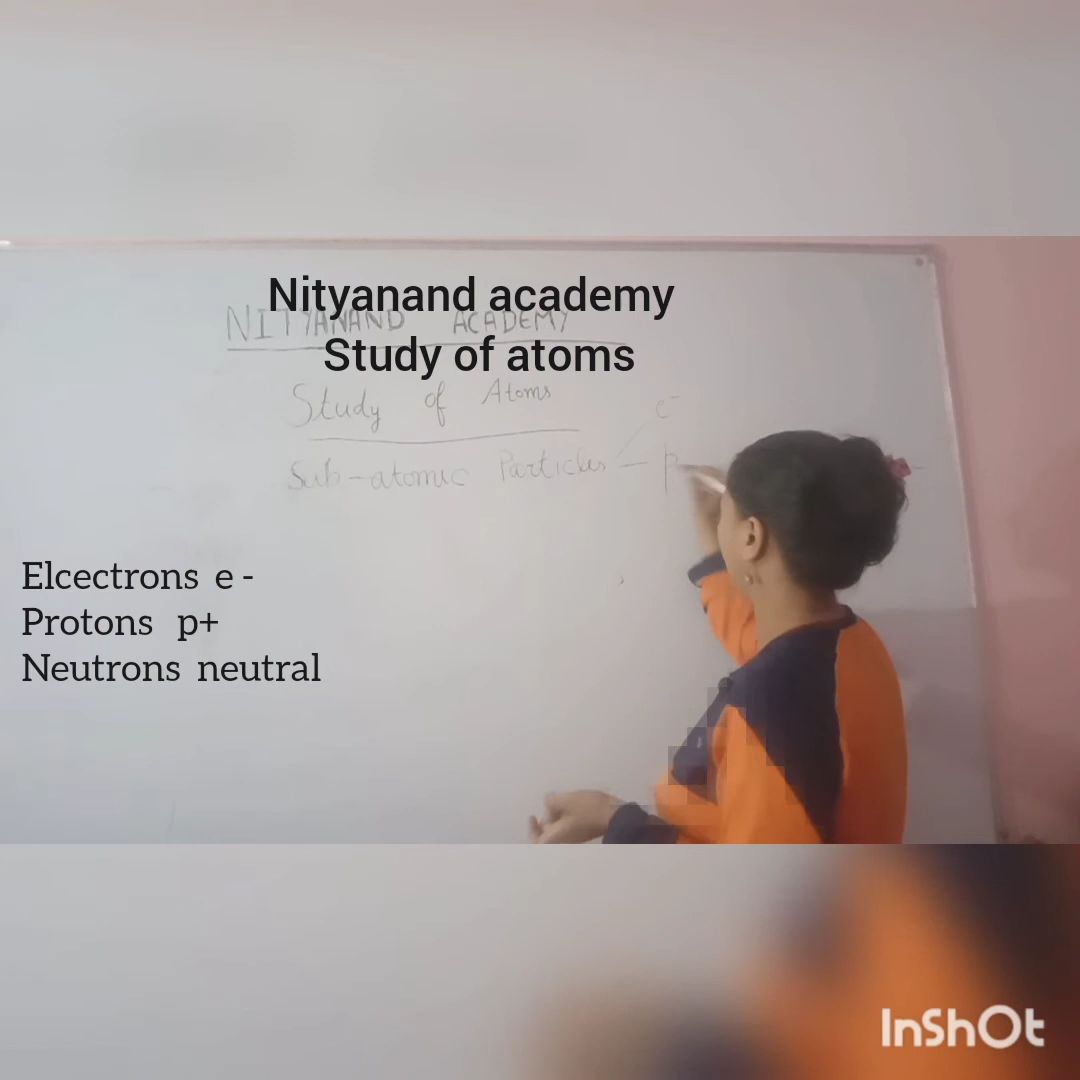 Nityanand academy
NITYANAND ACADEMY
Study of atoms
Study of Atoms
e-
Sub-atomic Particles — p
Elcectrons e -
Protons p+
Neutrons neutral
InShOt